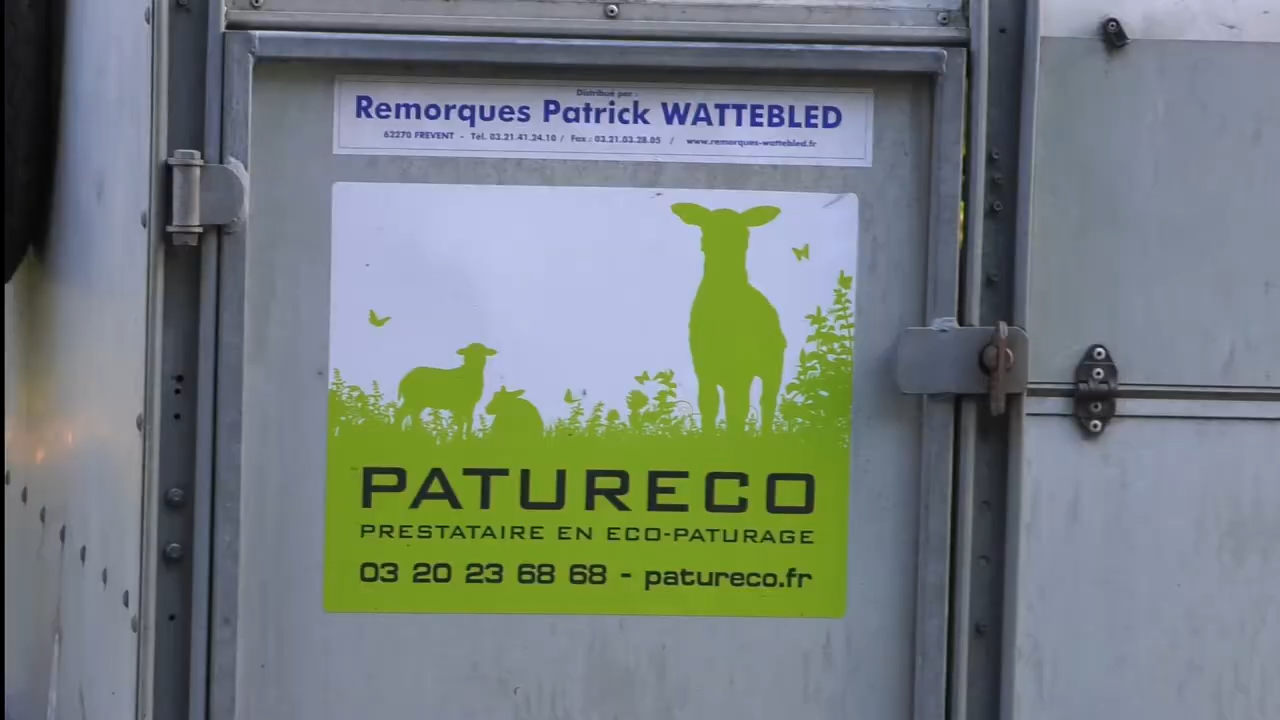 Distribué par :
Remorques Patrick WATTEBLED
62270 FREVENT - Tél. 03.21.41.24.10 / Fax : 03.21.03.28.05 / www.remorques-wattebled.fr
PATURECO
PRESTATAIRE EN ECO-PATURAGE
03 20 23 68 68 - patureco.fr